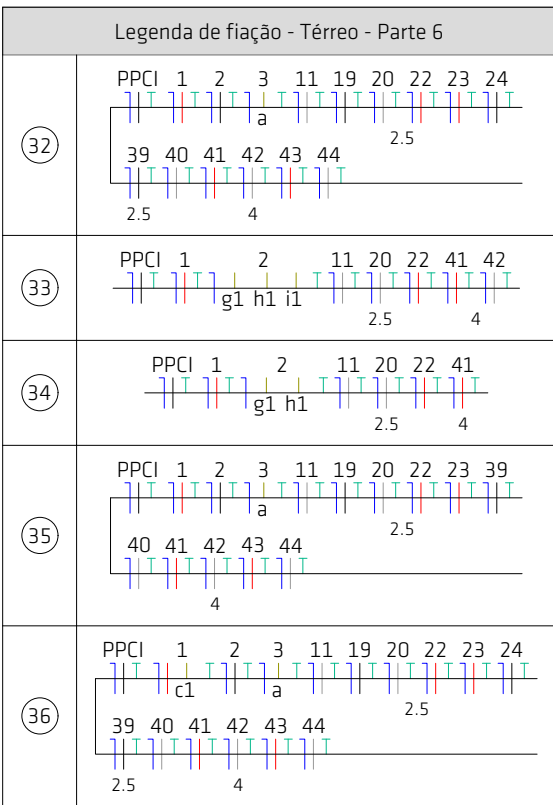 Legenda de fiação - Térreo - Parte 6
32
PPCI 1 2 3 11 19 20 22 23 24
a
2.5
39 40 41 42 43 44
2.5 4
33
PPCI 1 2 11 20 22 41 42
g1 h1 i1
2.5 4
34
PPCI 1 2 11 20 22 41
g1 h1
2.5 4
35
PPCI 1 2 3 11 19 20 22 23 39
a
2.5
40 41 42 43 44
4
36
PPCI 1 2 3 11 19 20 22 23 24
c1 a
2.5
39 40 41 42 43 44
2.5 4